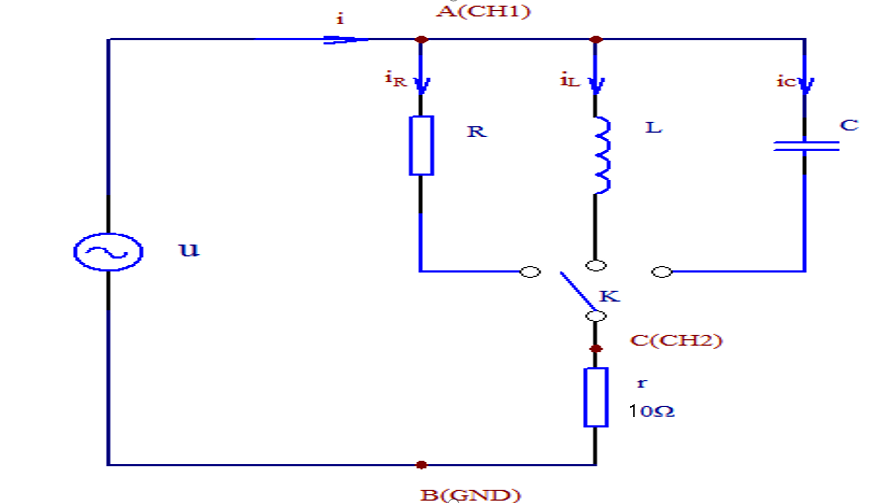 A(CH1)
i
iR
iL
iC
R
L
C
u
K
C(CH2)
r
10Ω
B(GND)